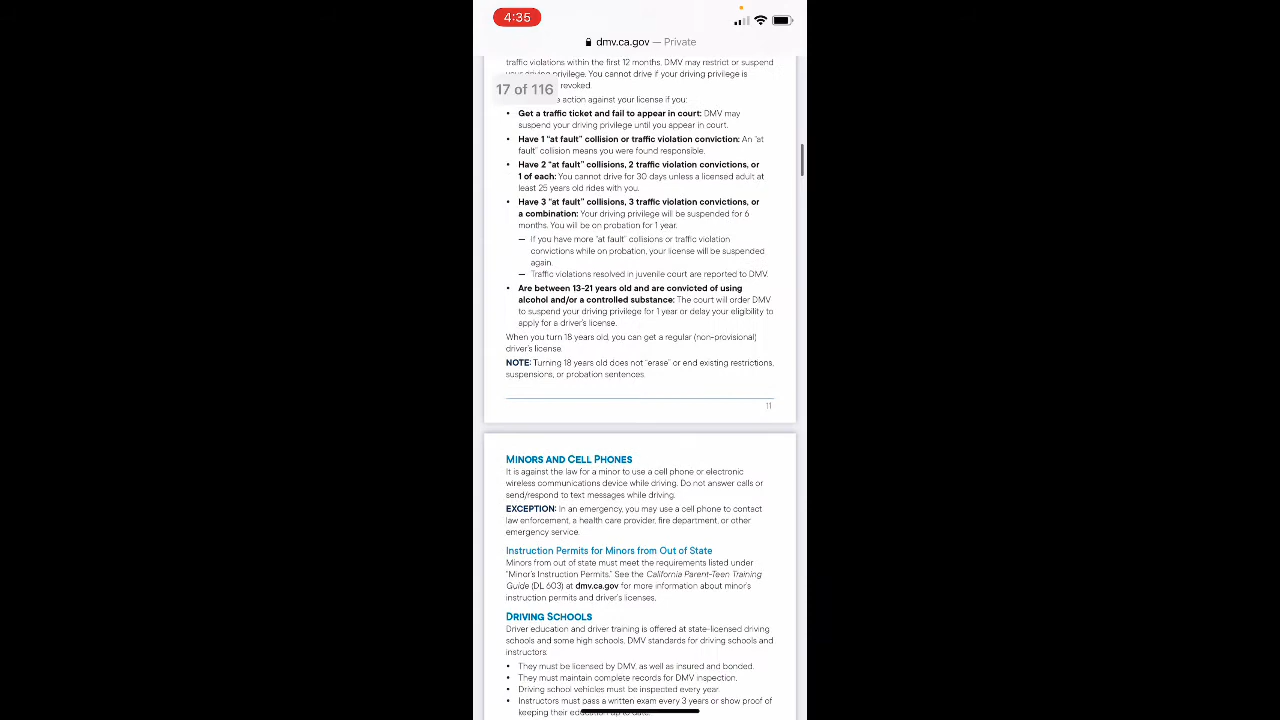 4:35
dmv.ca.gov — Private
traffic violations within the first 12 months, DMV may restrict or suspend
your driving privilege. You cannot drive if your driving privilege is
revoked.
17 of 116
action against your license if you:
• Get a traffic ticket and fail to appear in court: DMV may
suspend your driving privilege until you appear in court.
• Have 1 "at fault" collision or traffic violation conviction: An "at
fault" collision means you were found responsible.
• Have 2 "at fault" collisions, 2 traffic violation convictions, or
1 of each: You cannot drive for 30 days unless a licensed adult at
least 25 years old rides with you.
• Have 3 "at fault" collisions, 3 traffic violation convictions, or
a combination: Your driving privilege will be suspended for 6
months. You will be on probation for 1 year.
— If you have more "at fault" collisions or traffic violation
convictions while on probation, your license will be suspended
again.
— Traffic violations resolved in juvenile court are reported to DMV.
• Are between 13-21 years old and are convicted of using
alcohol and/or a controlled substance: The court will order DMV
to suspend your driving privilege for 1 year or delay your eligibility to
apply for a driver's license.
When you turn 18 years old, you can get a regular (non-provisional)
driver's license.
NOTE: Turning 18 years old does not "erase" or end existing restrictions,
suspensions, or probation sentences.
11
MINORS AND CELL PHONES
It is against the law for a minor to use a cell phone or electronic
wireless communications device while driving. Do not answer calls or
send/respond to text messages while driving.
EXCEPTION: In an emergency, you may use a cell phone to contact
law enforcement, a health care provider, fire department, or other
emergency service.
Instruction Permits for Minors from Out of State
Minors from out of state must meet the requirements listed under
"Minor's Instruction Permits." See the California Parent-Teen Training
Guide (DL 603) at dmv.ca.gov for more information about minor's
instruction permits and driver's licenses.
DRIVING SCHOOLS
Driver education and driver training is offered at state-licensed driving
schools and some high schools. DMV standards for driving schools and
instructors:
• They must be licensed by DMV, as well as insured and bonded.
• They must maintain complete records for DMV inspection.
• Driving school vehicles must be inspected every year
• Instructors must pass a written exam every 3 years or show proof of
keeping their up to date.